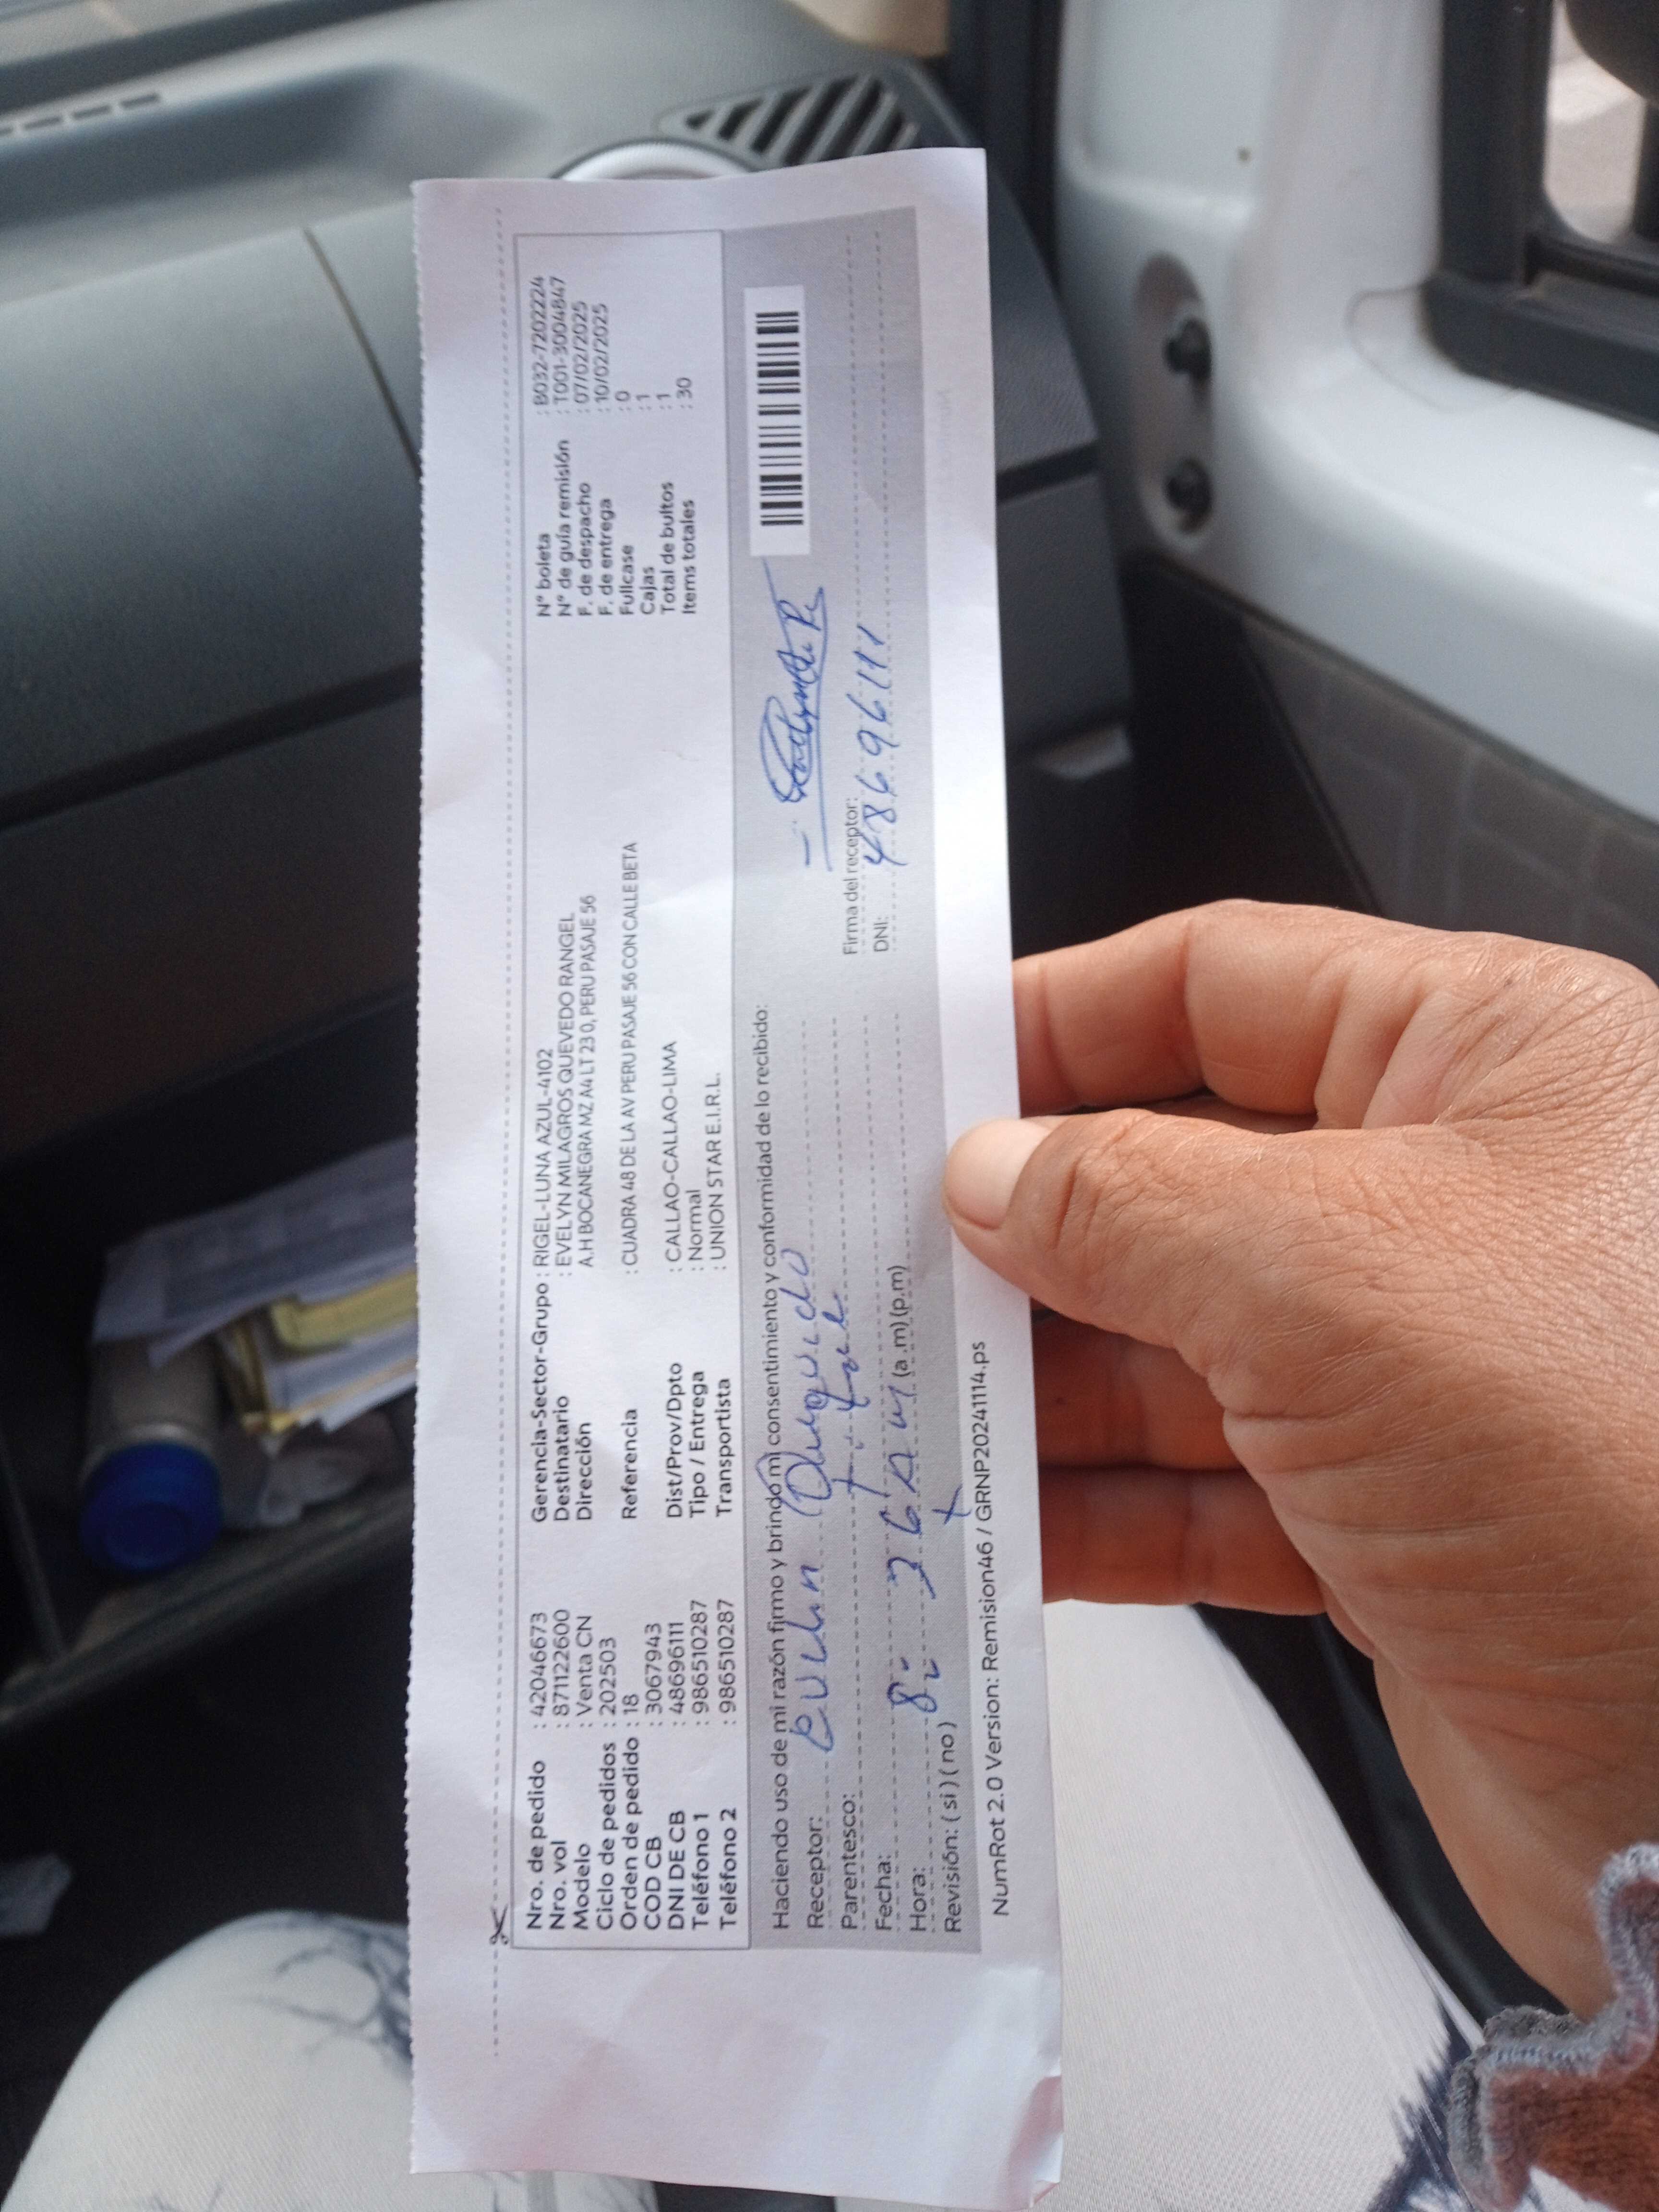 Nro. de pedido : 42046673
Nro. vol : 871122600
Modelo : Venta CN
Ciclo de pedidos : 202503
Orden de pedido : 18
COD CB : 3067943
DNI DE CB : 48696111
Teléfono 1 : 986510287
Teléfono 2 : 986510287
Gerencia-Sector-Grupo : RIGEL-LUNA AZUL-4102
Destinatario : EVELYN MILAGROS QUEVEDO RANGEL
Dirección A.H BOCANEGRA MZ A4 LT 23 0, PERU PASAJE 56
Referencia : CUADRA 48 DE LA AV PERU PASAJE 56 CON CALLE BETA
Dist/Prov/Dpto : CALLAO-CALLAO-LIMA
Tipo / Entrega : Normal
Transportista : UNION STAR E.I.R.L.
N° boleta : B032-7202224
N° de guía remisión : T001-3004847
F. de despacho : 07/02/2025
F. de entrega : 10/02/2025
Fullcase : 0
Cajas : 1
Total de bultos : 1
Items totales : 30
Haciendo uso de mi razón firmo y brindo mi consentimiento y conformidad de lo recibido:
Receptor:
Parentesco:
Fecha:
Hora: 8: (a.m) (p.m)
Revisión: ( si ) ( no )
Firma del receptor:
DNI: 48696111
NumRot 2.0 Version: Remision46 / GRNP20241114.ps